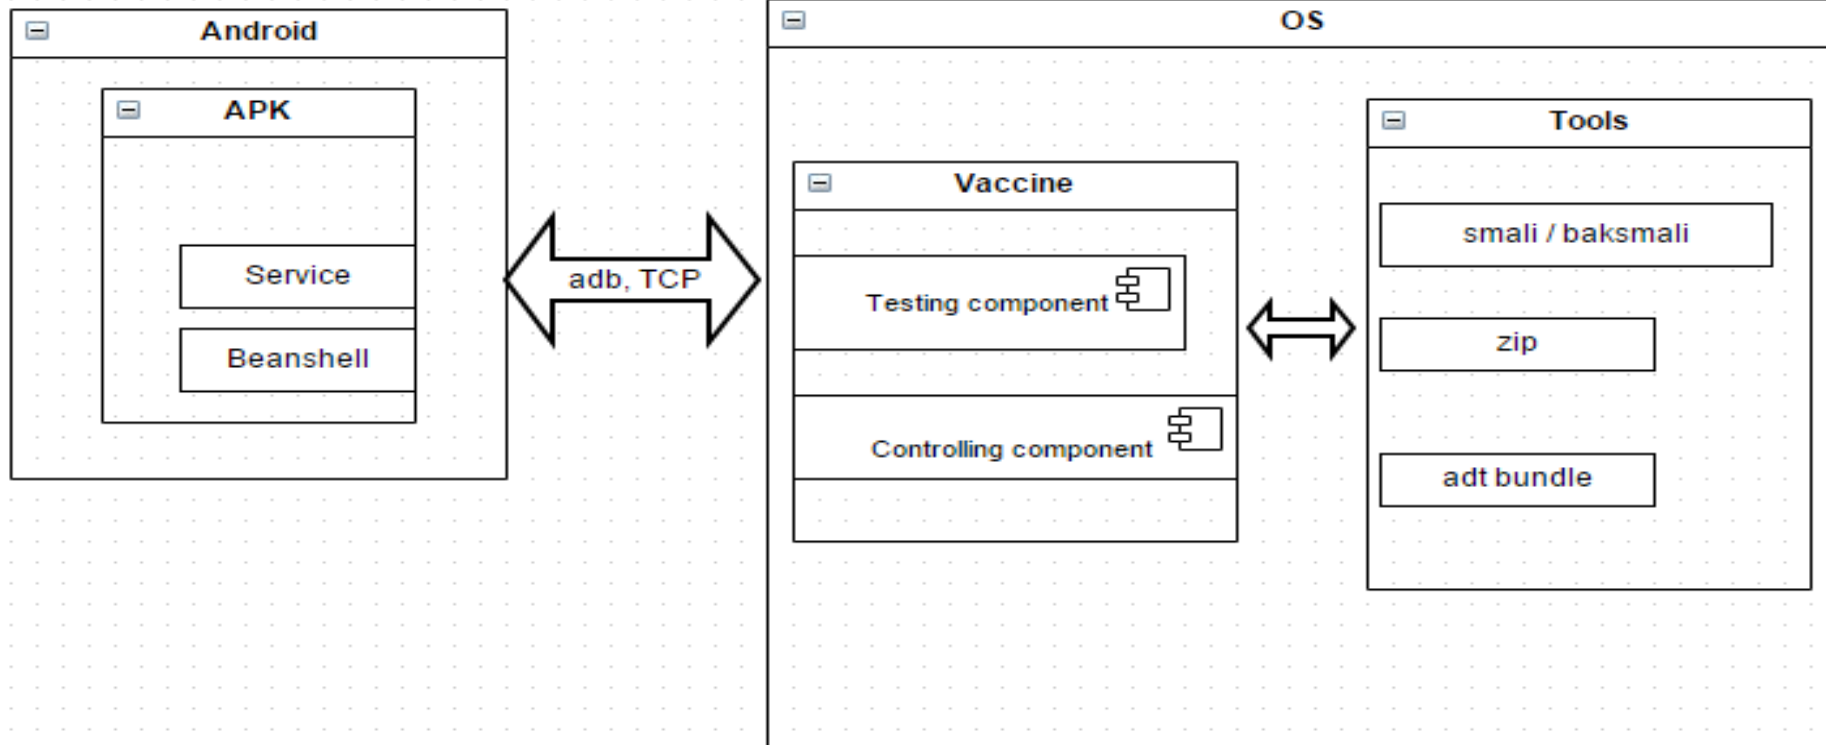 Android
APK
Service
Beanshell
adb, TCP
OS
Vaccine
Testing component
Controlling component
Tools
smali / baksmali
zip
adt bundle